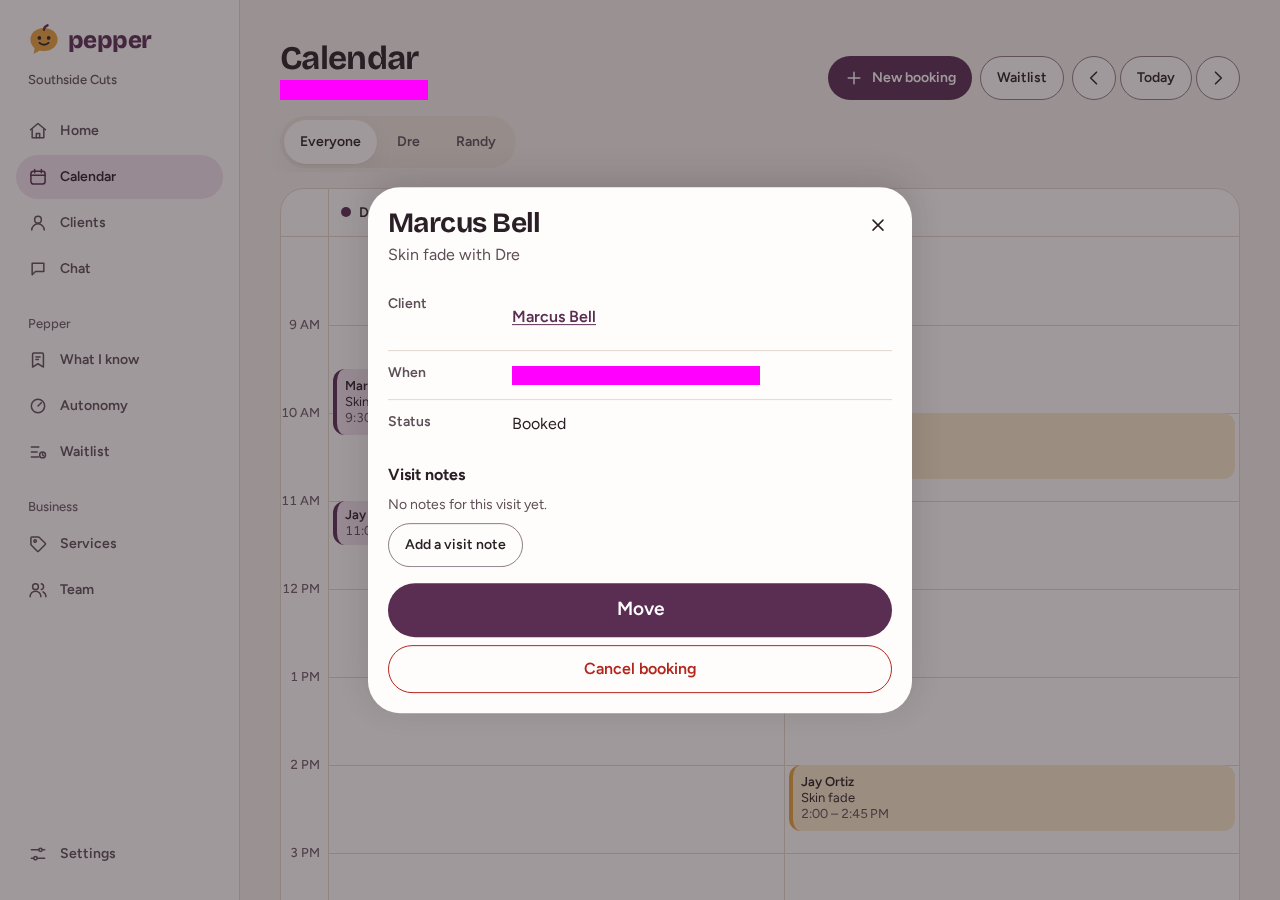 pepper
Southside Cuts
Home
Calendar
Clients
Chat
Pepper
What I know
Autonomy
Waitlist
Business
Services
Team
Settings
Calendar
New booking
Waitlist
Today
Everyone
Dre
Randy
9 AM
10 AM
11 AM
12 PM
1 PM
2 PM
3 PM
Jay
Jay Ortiz
Skin fade
2:00 – 2:45 PM
Marcus Bell
Skin fade with Dre
Client
Marcus Bell
When
Status
Booked
Visit notes
No notes for this visit yet.
Add a visit note
Move
Cancel booking